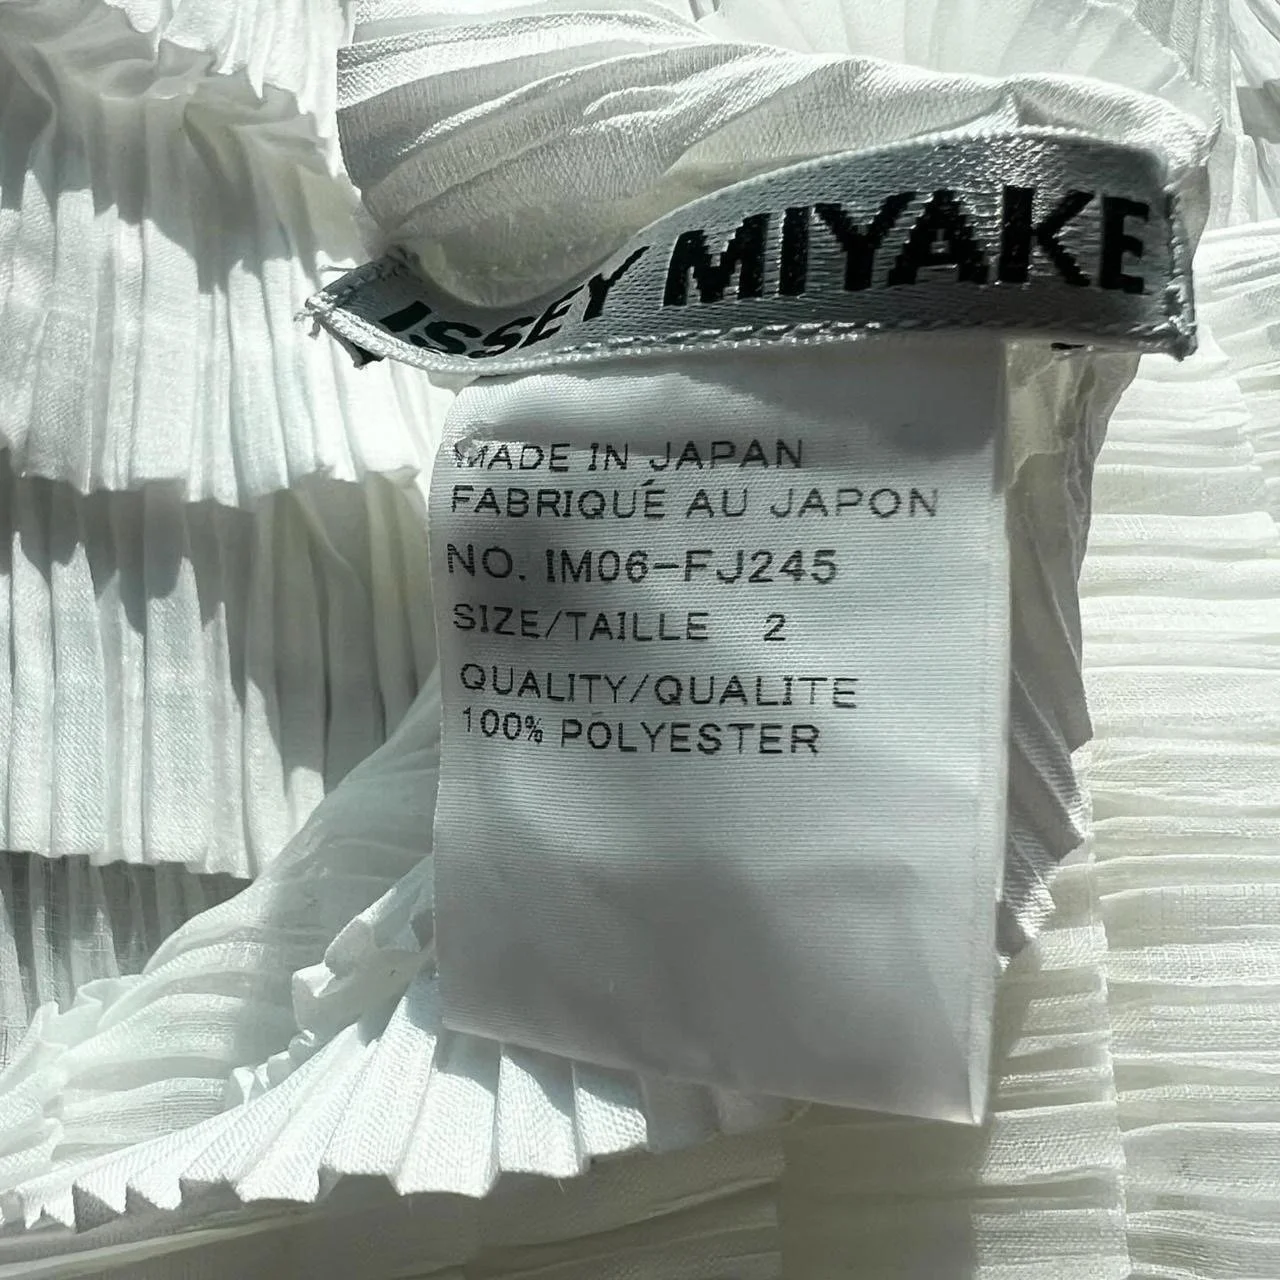 ISSEY MIYAKE
MADE IN JAPAN
FABRIQUÉ AU JAPON
NO. IM06-FJ245
SIZE/TAILLE 2
QUALITY/QUALITE
100% POLYESTER